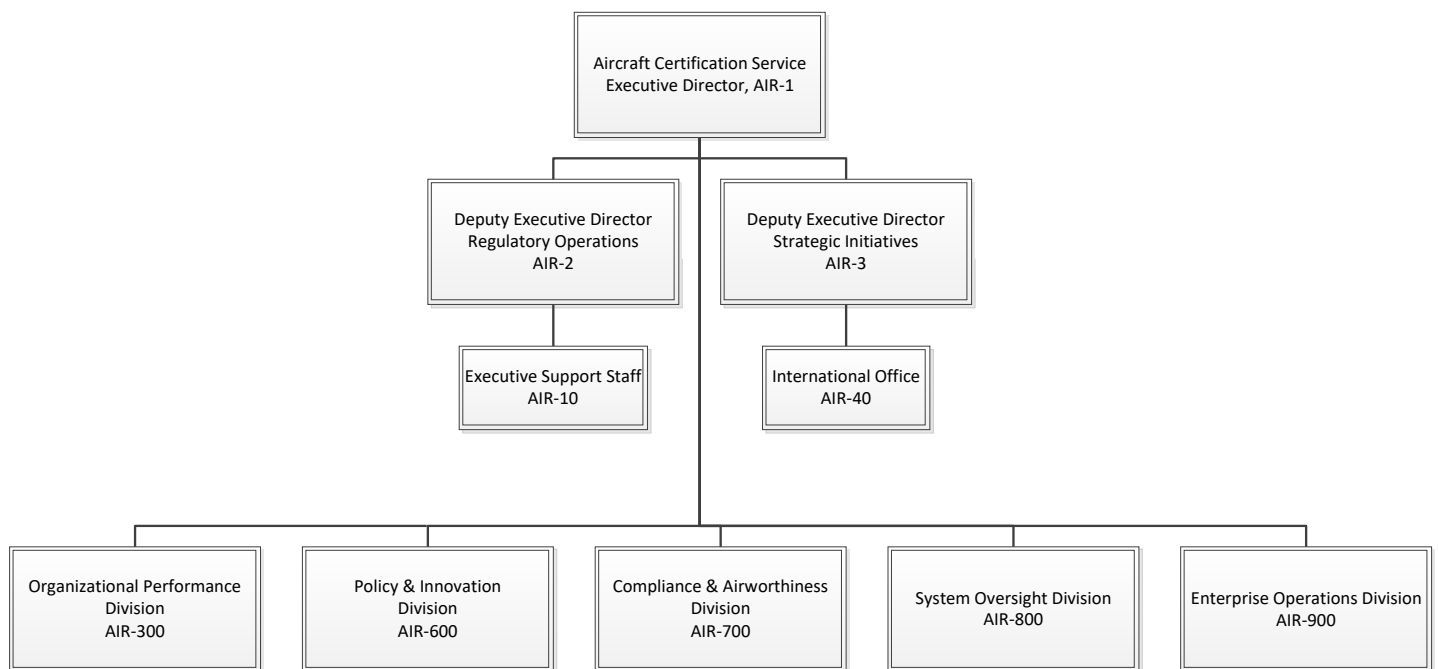 Aircraft Certification Service
Executive Director, AIR-1
Deputy Executive Director
Regulatory Operations
AIR-2
Deputy Executive Director
Strategic Initiatives
AIR-3
Executive Support Staff
AIR-10
International Office
AIR-40
Organizational Performance
Division
AIR-300
Policy & Innovation
Division
AIR-600
Compliance & Airworthiness
Division
AIR-700
System Oversight Division
AIR-800
Enterprise Operations Division
AIR-900